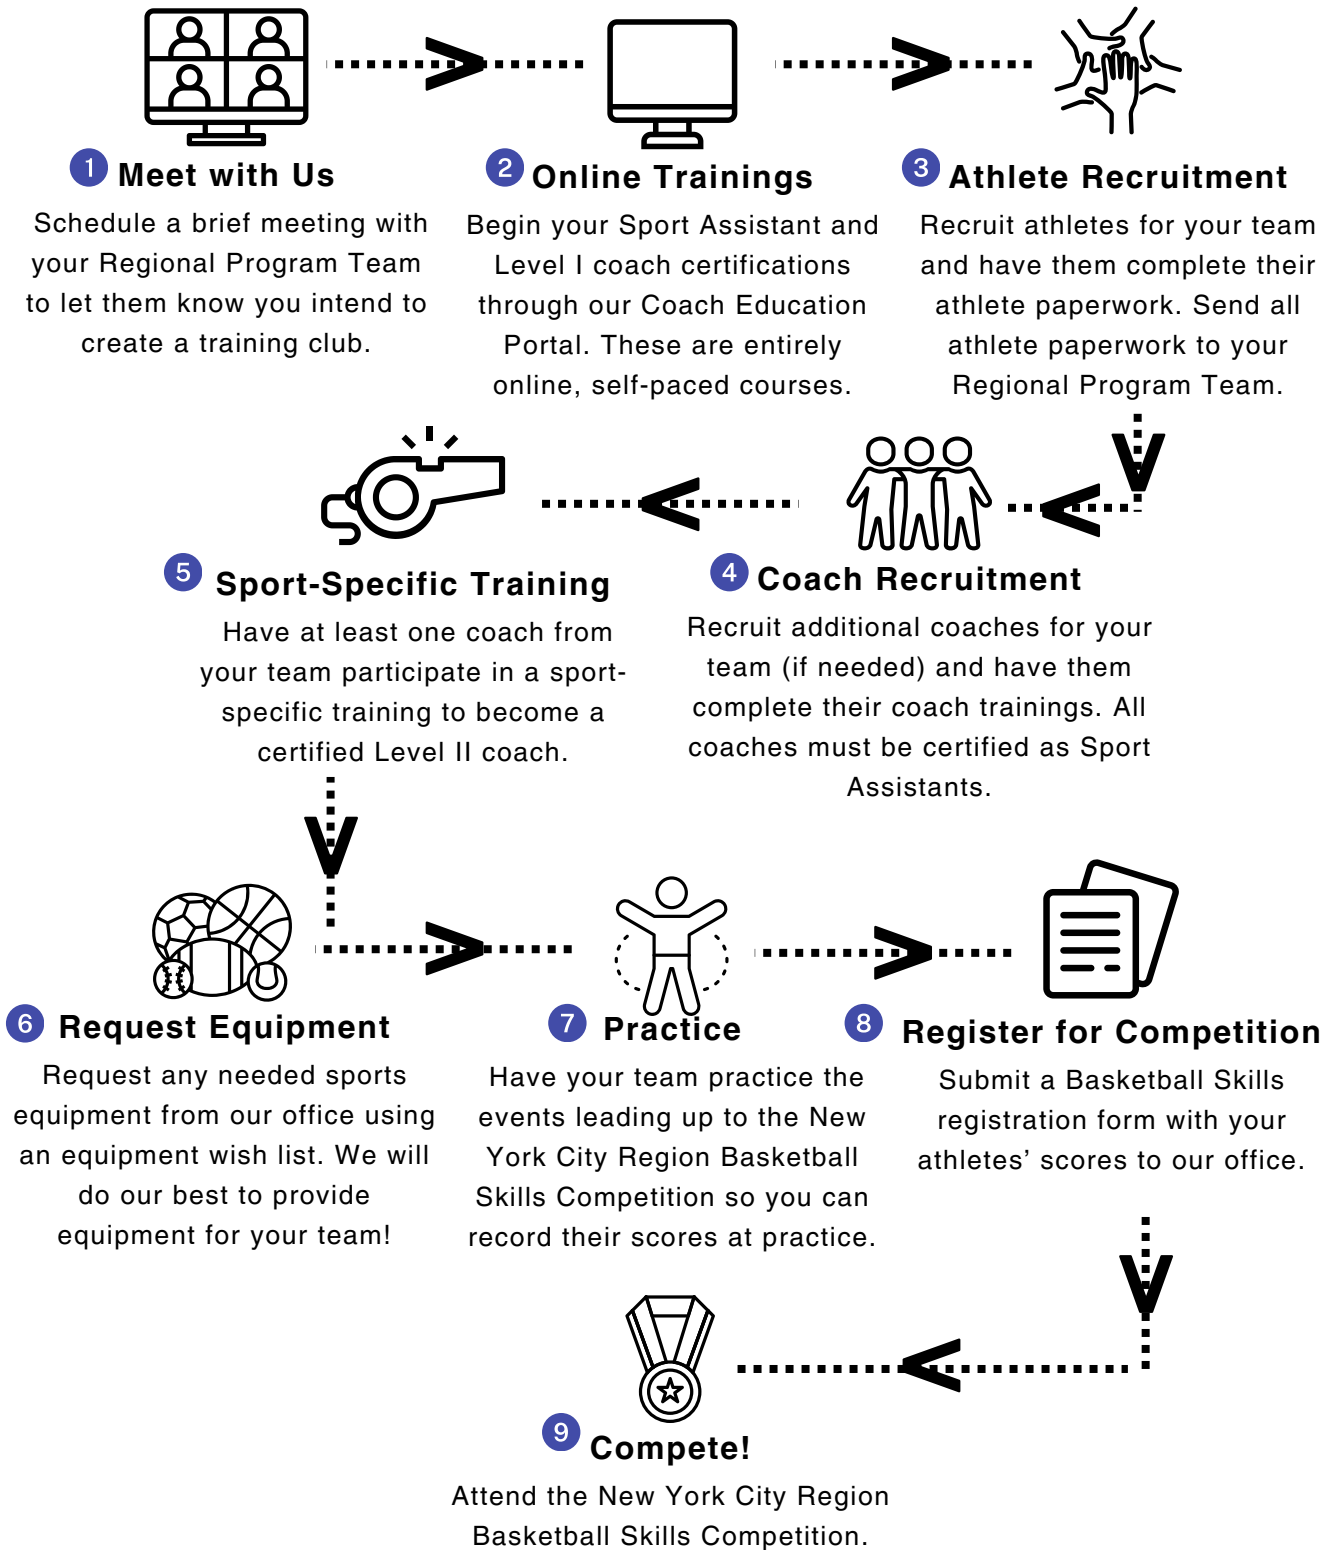 1 Meet with Us
Schedule a brief meeting with
your Regional Program Team
to let them know you intend to
create a training club.
2 Online Trainings
Begin your Sport Assistant and
Level I coach certifications
through our Coach Education
Portal. These are entirely
online, self-paced courses.
3 Athlete Recruitment
Recruit athletes for your team
and have them complete their
athlete paperwork. Send all
athlete paperwork to your
Regional Program Team.
4 Coach Recruitment
Recruit additional coaches for your
team (if needed) and have them
complete their coach trainings. All
coaches must be certified as Sport
Assistants.
5 Sport-Specific Training
Have at least one coach from
your team participate in a sport-
specific training to become a
certified Level II coach.
6 Request Equipment
Request any needed sports
equipment from our office using
an equipment wish list. We will
do our best to provide
equipment for your team!
7 Practice
Have your team practice the
events leading up to the New
York City Region Basketball
Skills Competition so you can
record their scores at practice.
8 Register for Competition
Submit a Basketball Skills
registration form with your
athletes’ scores to our office.
9 Compete!
Attend the New York City Region
Basketball Skills Competition.